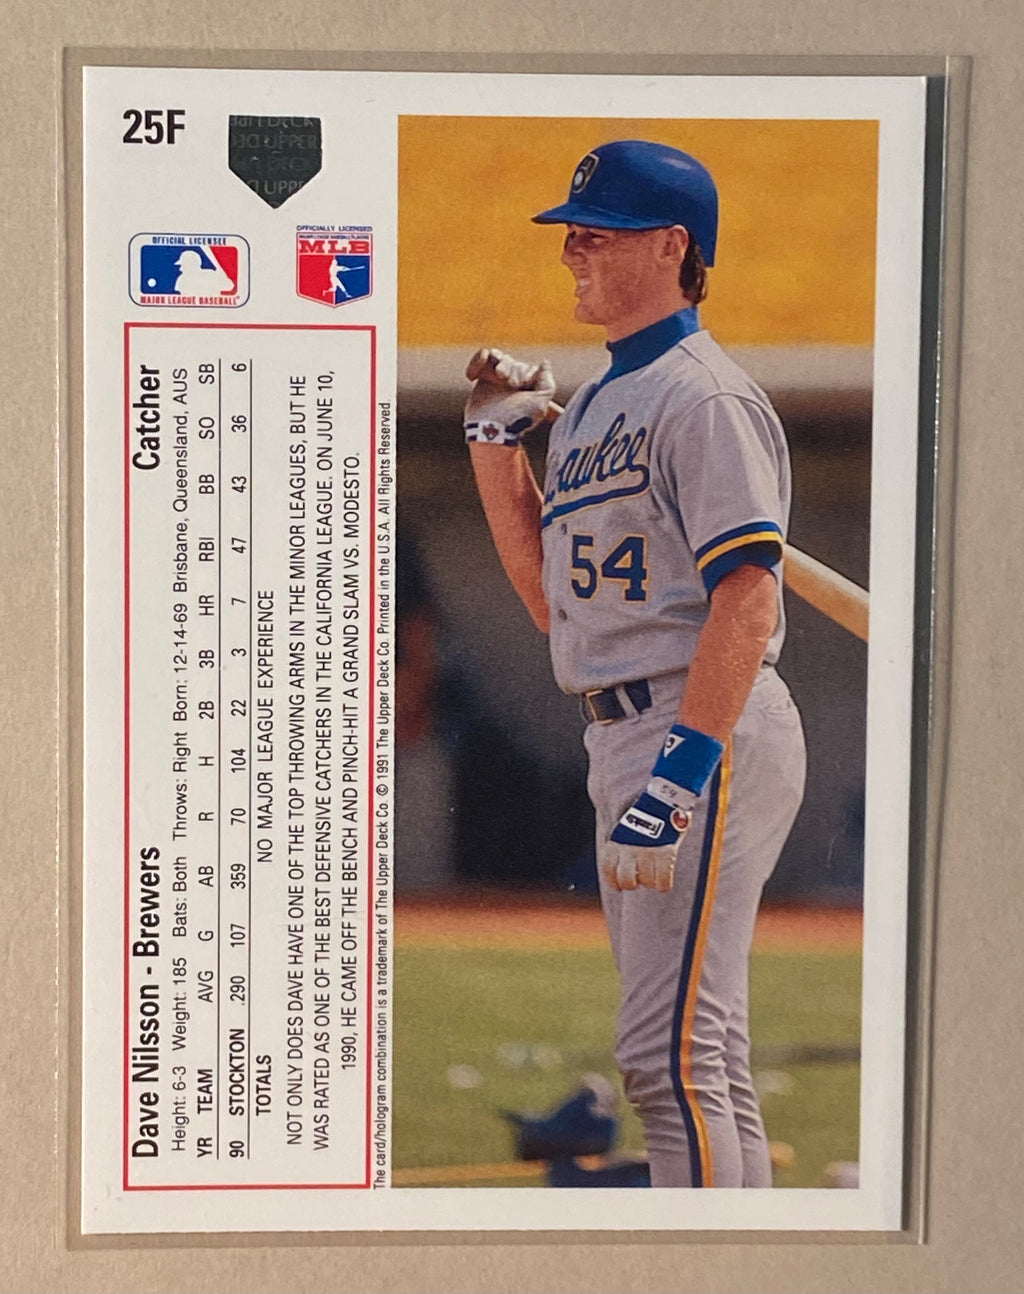 25F
UPPER
OFFICIAL LICENSEE
MAJOR LEAGUE BASEBALL
OFFICIALLY LICENSED
MAJOR LEAGUE BASEBALL PLAYERS
MLB
Dave Nilsson - Brewers Catcher
Height: 6-3 Weight: 185 Bats: Both Throws: Right Born: 12-14-69 Brisbane, Queensland, AUS
YR TEAM AVG G AB R H 2B 3B HR RBI BB SO SB
90 STOCKTON .290 107 359 70 104 22 3 7 47 43 36 6
TOTALS NO MAJOR LEAGUE EXPERIENCE
NOT ONLY DOES DAVE HAVE ONE OF THE TOP THROWING ARMS IN THE MINOR LEAGUES, BUT HE
WAS RATED AS ONE OF THE BEST DEFENSIVE CATCHERS IN THE CALIFORNIA LEAGUE. ON JUNE 10,
1990, HE CAME OFF THE BENCH AND PINCH-HIT A GRAND SLAM VS. MODESTO.
The card/hologram combination is a trademark of The Upper Deck Co. © 1991 The Upper Deck Co. Printed in the U.S.A. All Rights Reserved.
waukee
54
54